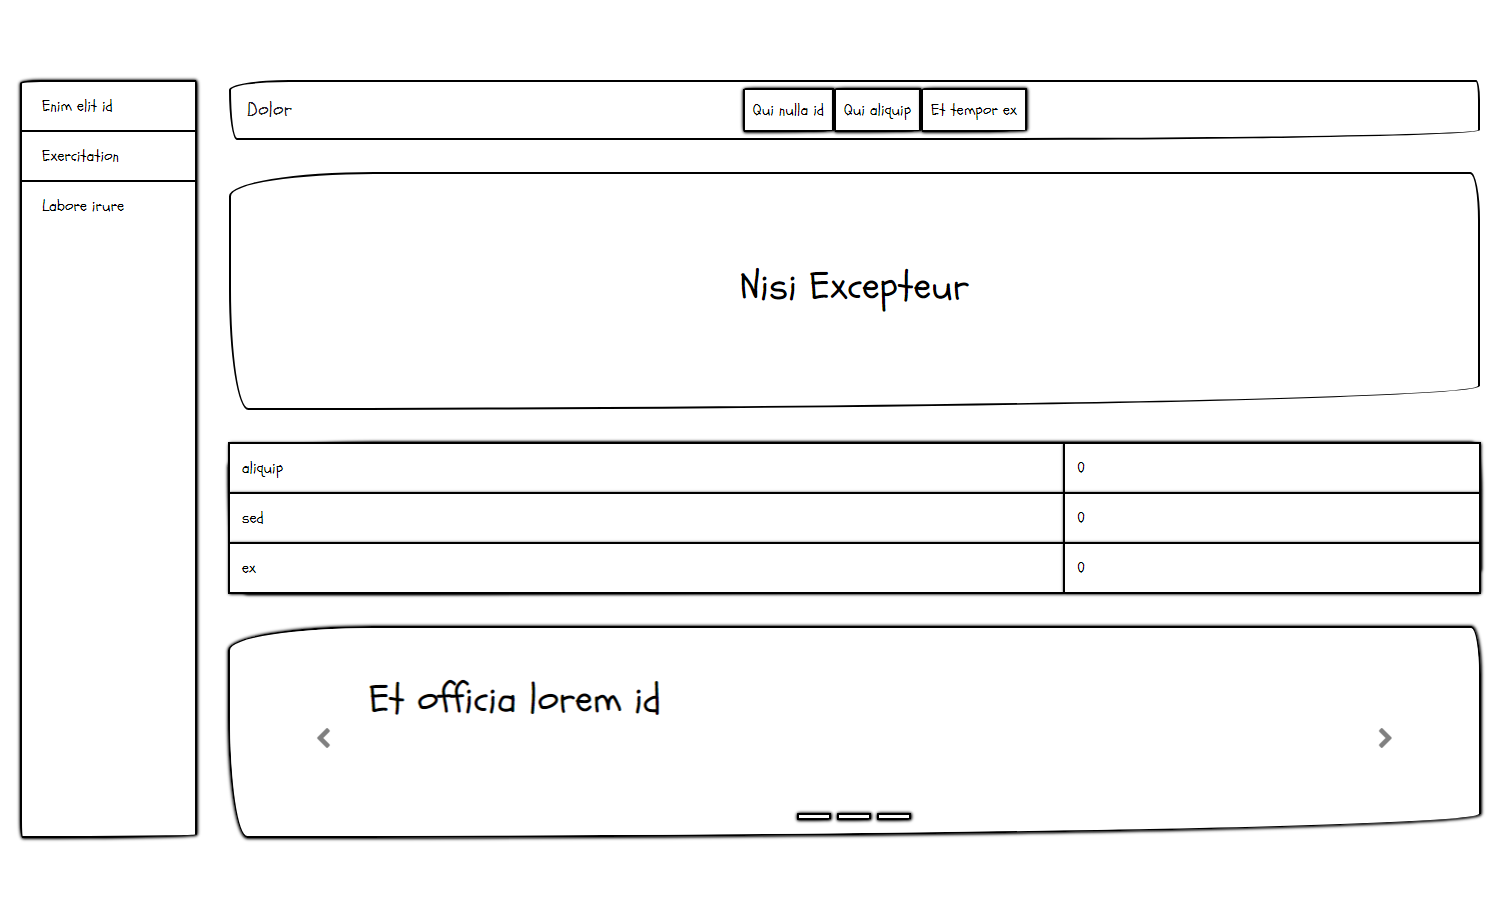 Enim elit id
Exercitation
Labore irure
Dolor
Qui nulla id
Qui aliquip
Et tempor ex
Nisi Excepteur
aliquip 0
sed 0
ex 0
Et officia lorem id